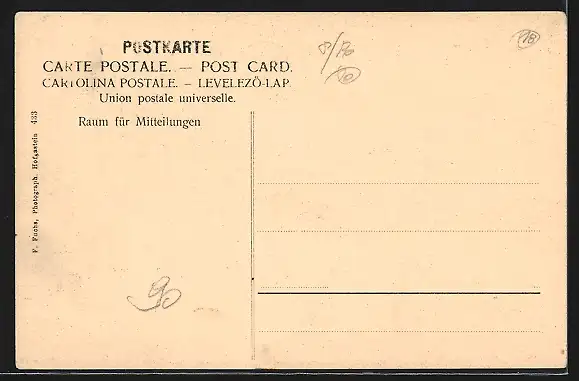 POSTKARTE
CARTE POSTALE. — POST CARD.
CARTOLINA POSTALE. – LEVELEZŐ-LAP
Union postale universelle.
Raum für Mitteilungen
F. Fuchs, Photograph. Hofgastein 433
90